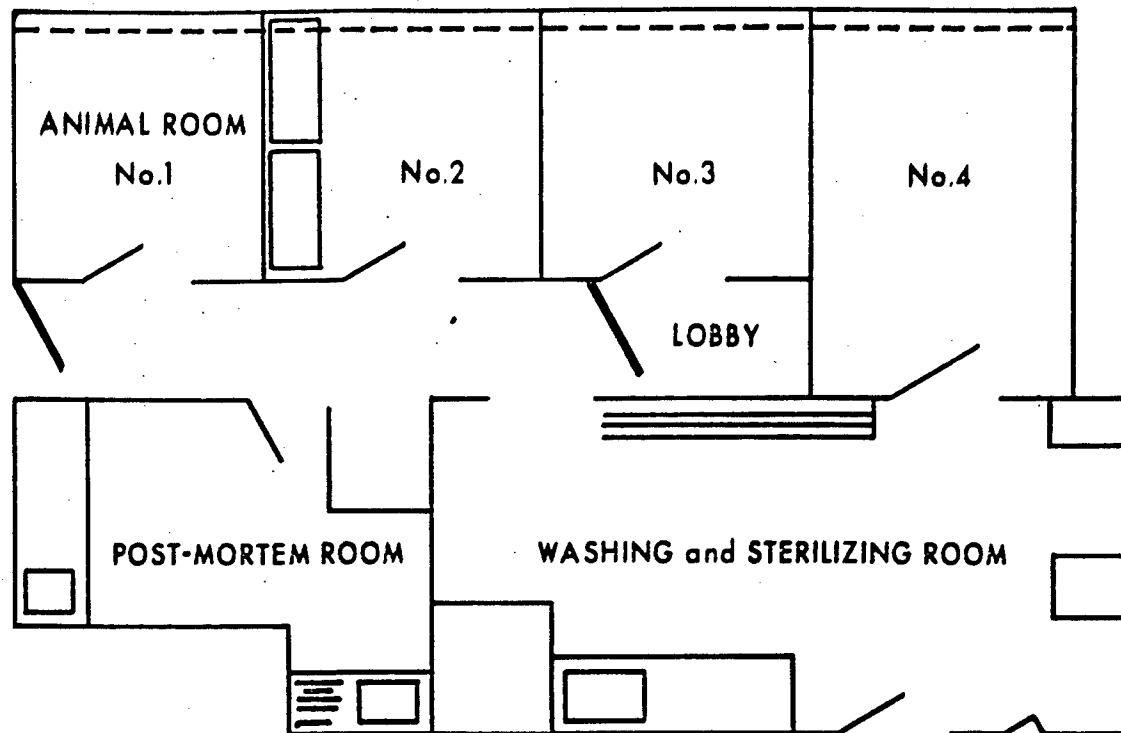 ANIMAL ROOM
No.1
No.2
No.3
No.4
LOBBY
POST-MORTEM ROOM
WASHING and STERILIZING ROOM